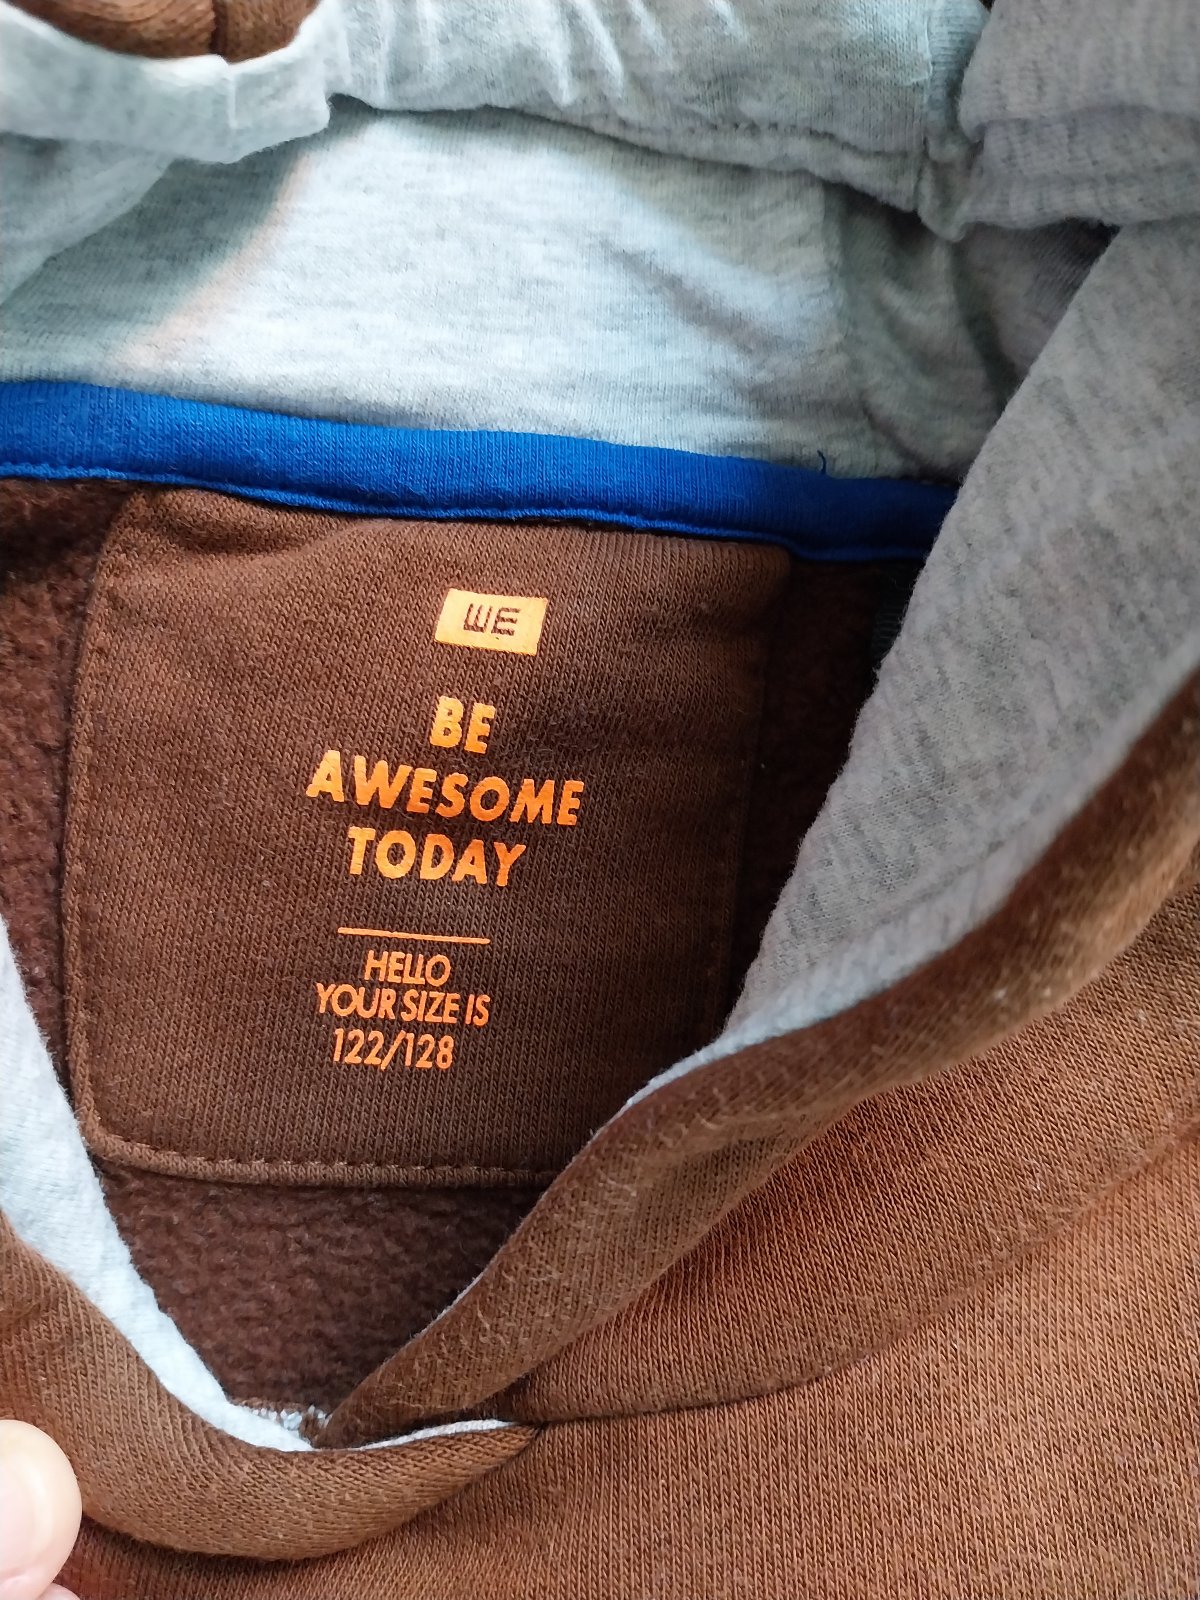 WE
BE
AWESOME
TODAY
HELLO
YOUR SIZE IS
122/128